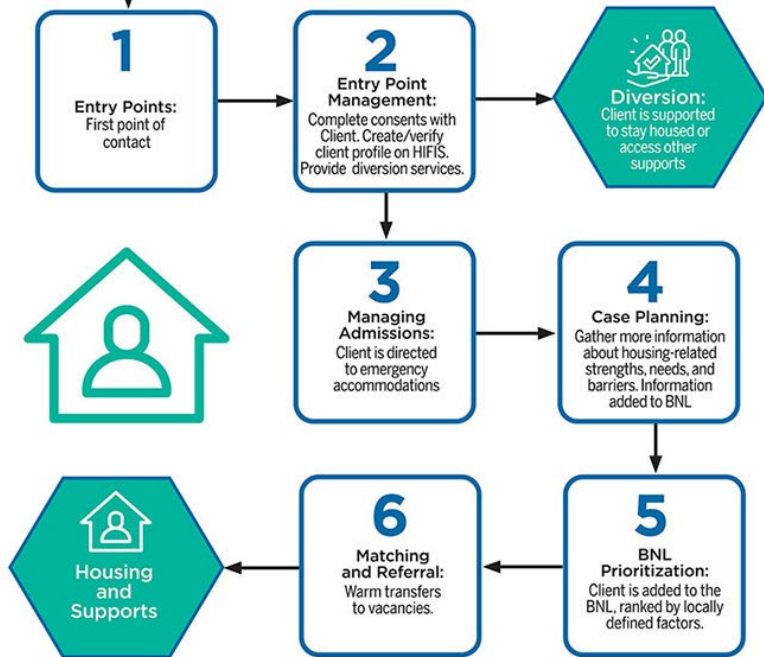 1
Entry Points:
First point of
contact
2
Entry Point
Management:
Complete consents with
Client. Create/verify
client profile on HIFIS.
Provide diversion services.
Diversion:
Client is supported
to stay housed or
access other
supports
3
Managing
Admissions:
Client is directed
to emergency
accommodations
4
Case Planning:
Gather more information
about housing-related
strengths, needs, and
barriers. Information
added to BNL
5
BNL
Prioritization:
Client is added to the
BNL, ranked by locally
defined factors.
6
Matching
and Referral:
Warm transfers
to vacancies.
Housing
and
Supports